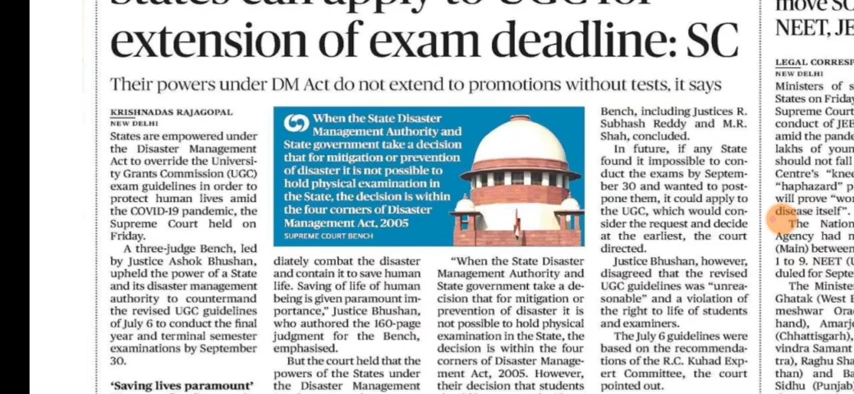 States can apply to UGC for
extension of exam deadline: SC
Their powers under DM Act do not extend to promotions without tests, it says
KRISHNADAS RAJAGOPAL
NEW DELHI
States are empowered under
the Disaster Management
Act to override the Universi-
ty Grants Commission (UGC)
exam guidelines in order to
protect human lives amid
the COVID-19 pandemic, the
Supreme Court held on
Friday.
A three-judge Bench, led
by Justice Ashok Bhushan,
upheld the power of a State
and its disaster management
authority to countermand
the revised UGC guidelines
of July 6 to conduct the final
year and terminal semester
examinations by September
30.
'Saving lives paramount'
When the State Disaster
Management Authority and
State government take a decision
that for mitigation or prevention
of disaster it is not possible to
hold physical examination in
the State, the decision is within
the four corners of Disaster
Management Act, 2005
SUPREME COURT BENCH
diately combat the disaster
and contain it to save human
life. Saving of life of human
being is given paramount im-
portance," Justice Bhushan,
who authored the 160-page
judgment for the Bench,
emphasised.
But the court held that the
powers of the States under
the Disaster Management
"When the State Disaster
Management Authority and
State government take a de-
cision that for mitigation or
prevention of disaster it is
not possible to hold physical
examination in the State, the
decision is within the four
corners of Disaster Manage-
ment Act, 2005. However,
their decision that students
Bench, including Justices R.
Subhash Reddy and M.R.
Shah, concluded.
In future, if any State
found it impossible to con-
duct the exams by Septem-
ber 30 and wanted to post-
pone them, it could apply to
the UGC, which would con-
sider the request and decide
at the earliest, the court
directed.
Justice Bhushan, however,
disagreed that the revised
UGC guidelines was "unrea-
sonable" and a violation of
the right to life of students
and examiners.
The July 6 guidelines were
based on the recommenda-
tions of the R.C. Kuhad Exp-
ert Committee, the court
pointed out.
move SC
NEET, JE
LEGAL CORRESP
NEW DELHI
Ministers of s
States on Friday
Supreme Court
conduct of JEE
amid the pande
lakhs of youn
should not fall
Centre's "knee
"haphazard" p
will prove "wo
disease itself".
The Nation
Agency had n
(Main) between
1 to 9. NEET (U
duled for Septe
The Ministe
Ghatak (West B
meshwar Orao
hand), Amarje
(Chhattisgarh),
vindra Samant
tra), Raghu Sha
than) and Ba
Sidhu (Punjab)